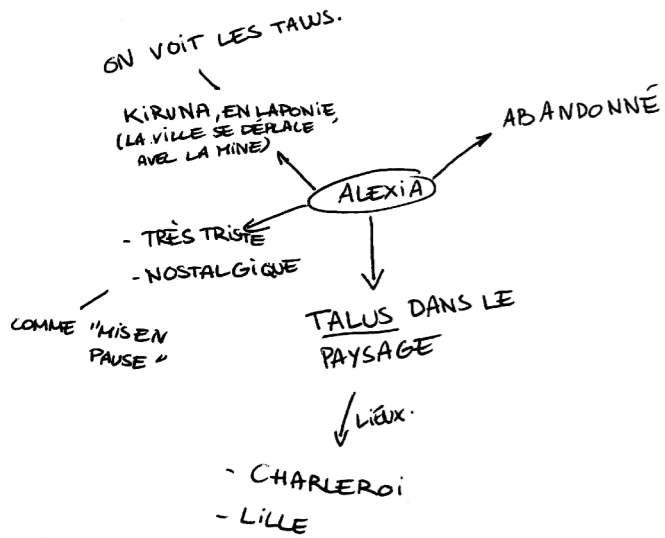 ON VOIT LES TALUS.
KIRUNA, EN LAPONIE,
(LA VILLE SE DÉPLACE
AVEC LA MINE)
ABANDONNÉ
ALEXIA
- TRÈS TRISTE
- NOSTALGIQUE
COMME "MIS EN
PAUSE"
TALUS DANS LE
PAYSAGE
LIEUX.
- CHARLEROI
- LILLE